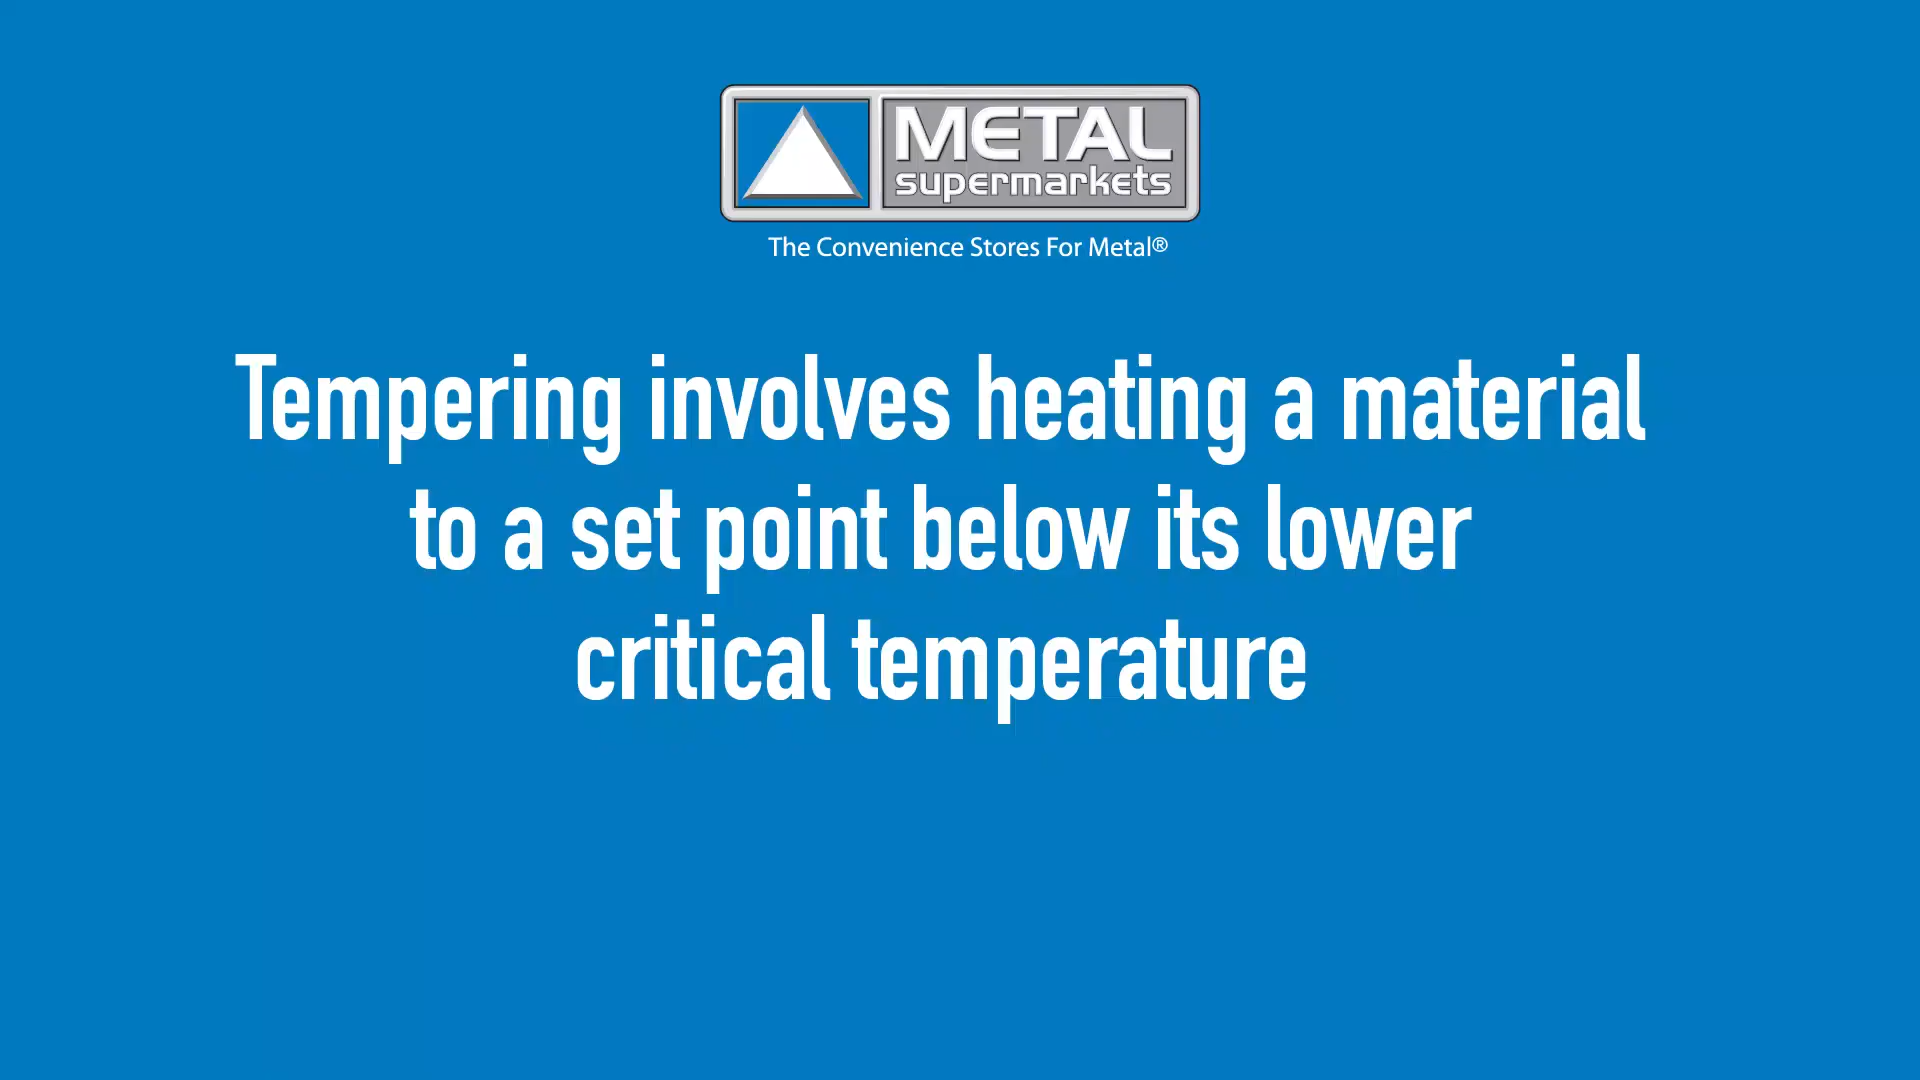 METAL
supermarkets
The Convenience Stores For Metal®
Tempering involves heating a material
to a set point below its lower
critical temperature